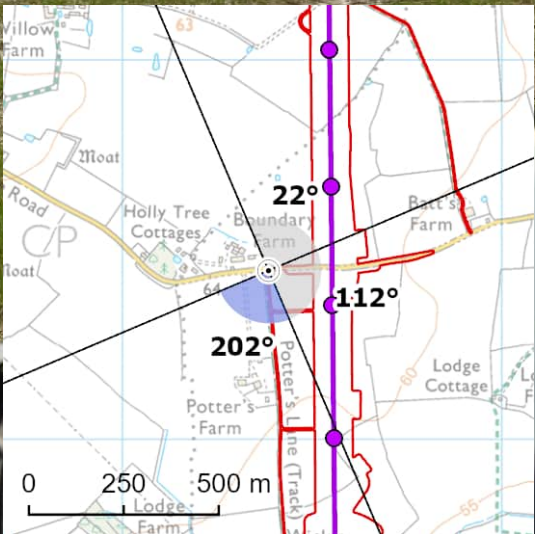 63
Willow
Farm
Moat
22°
Road
Holly Tree
Cottages
Boundary
Farm
Batt's
Farm
CP
Moat
64
112°
202°
Potter's Lane (Track)
60
Lodge
Cottage
Potter's
Farm
0 250 500 m
Lodge
Farm
55